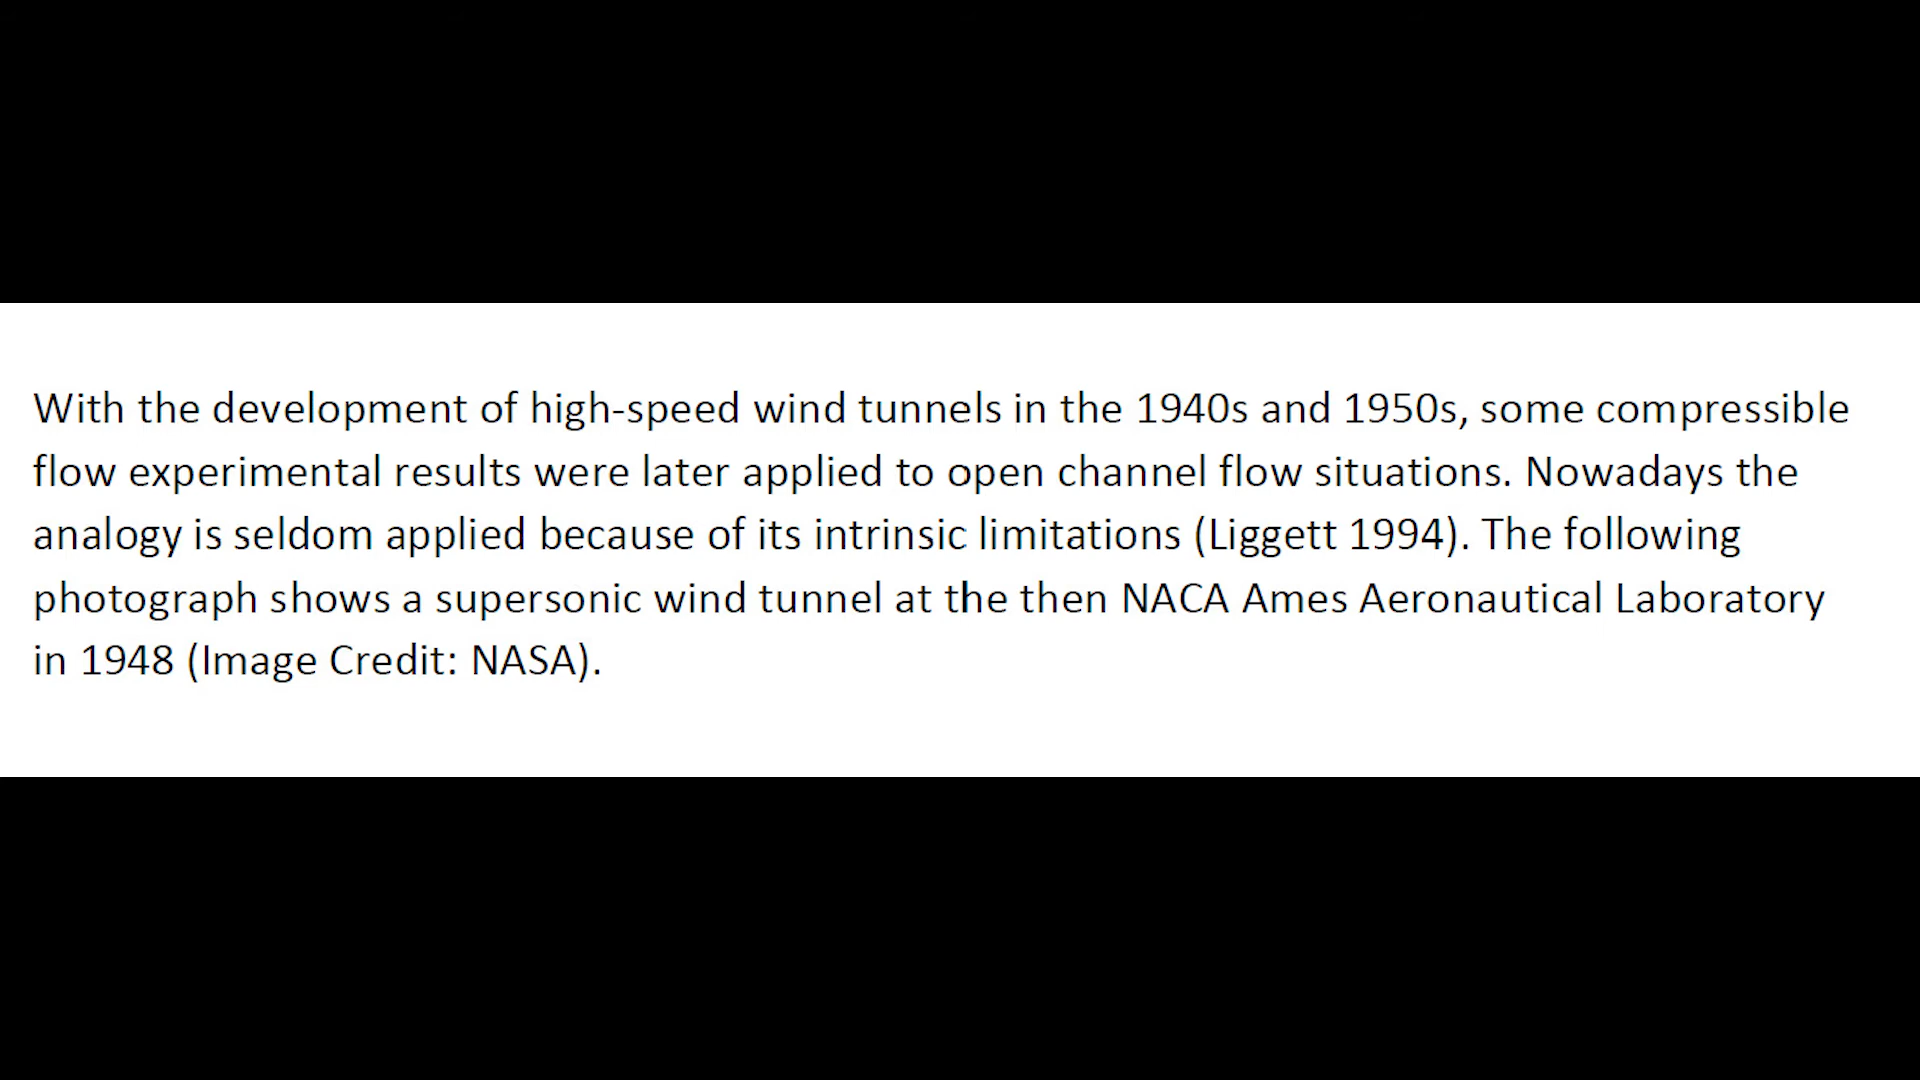 With the development of high-speed wind tunnels in the 1940s and 1950s, some compressible
flow experimental results were later applied to open channel flow situations. Nowadays the
analogy is seldom applied because of its intrinsic limitations (Liggett 1994). The following
photograph shows a supersonic wind tunnel at the then NACA Ames Aeronautical Laboratory
in 1948 (Image Credit: NASA).